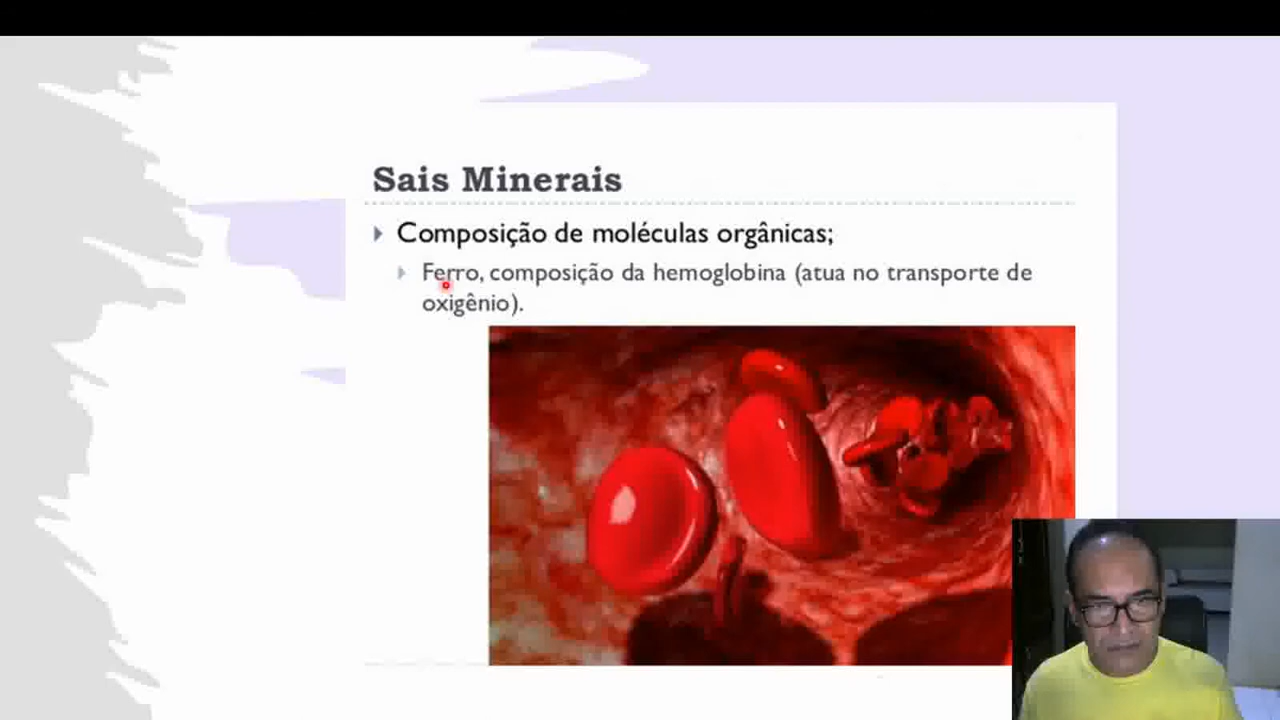 Sais Minerais
Composição de moléculas orgânicas;
Ferro, composição da hemoglobina (atua no transporte de
oxigênio).